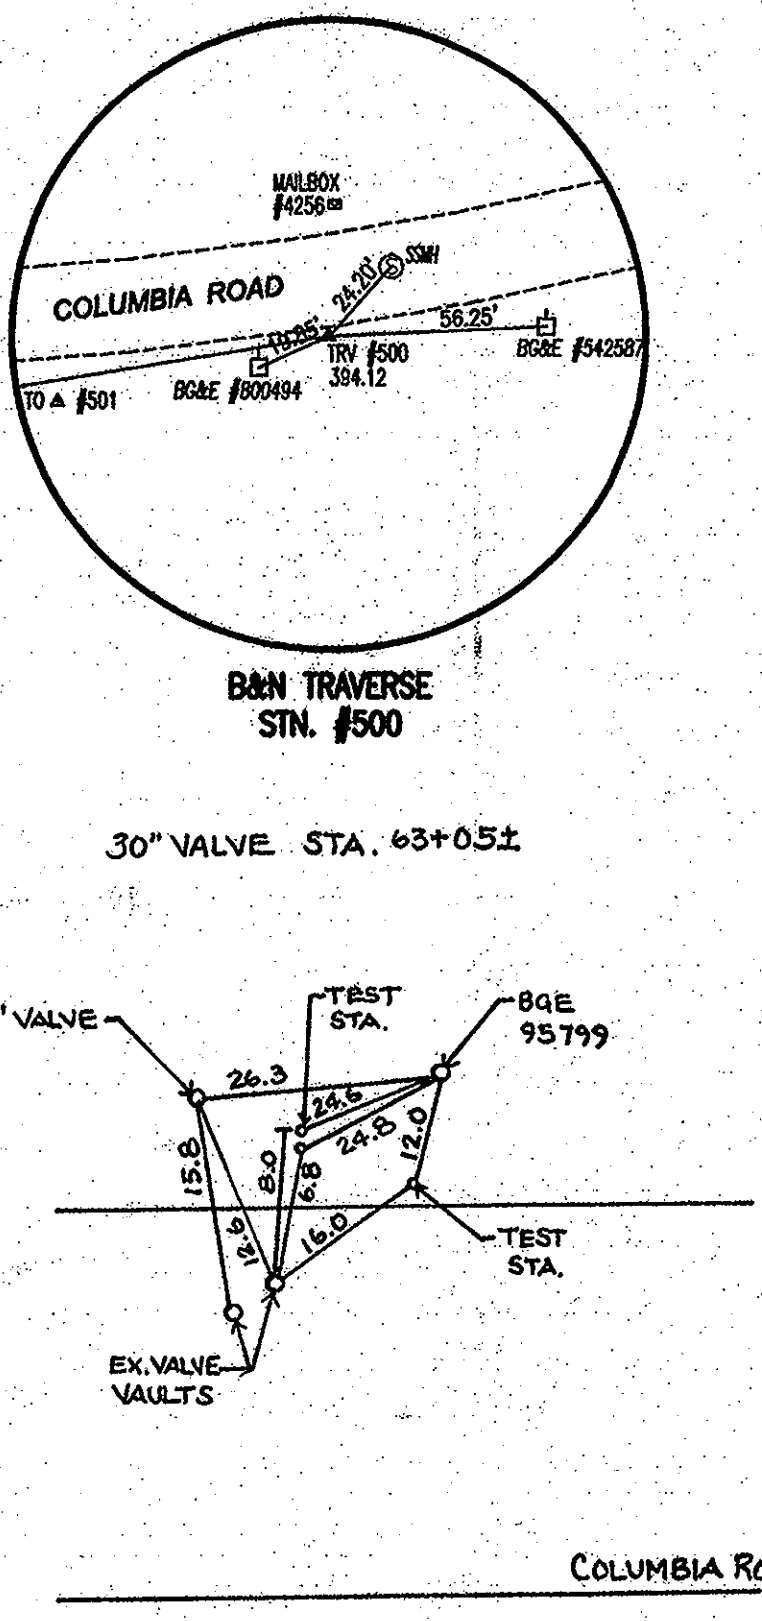 MAILBOX
#4256
SSMH
COLUMBIA ROAD
24.20'
56.25'
TRV #500
394.12
BG&E #542587
BG&E #800494
TO #501
B&N TRAVERSE
STN. #500
30" VALVE STA. 63+05±
TEST
STA.
BGE
95799
VALVE
26.3
24.6
24.8
12.0
15.8
8.0
6.8
12.6
16.0
TEST
STA.
EX. VALVE
VAULTS
COLUMBIA RO